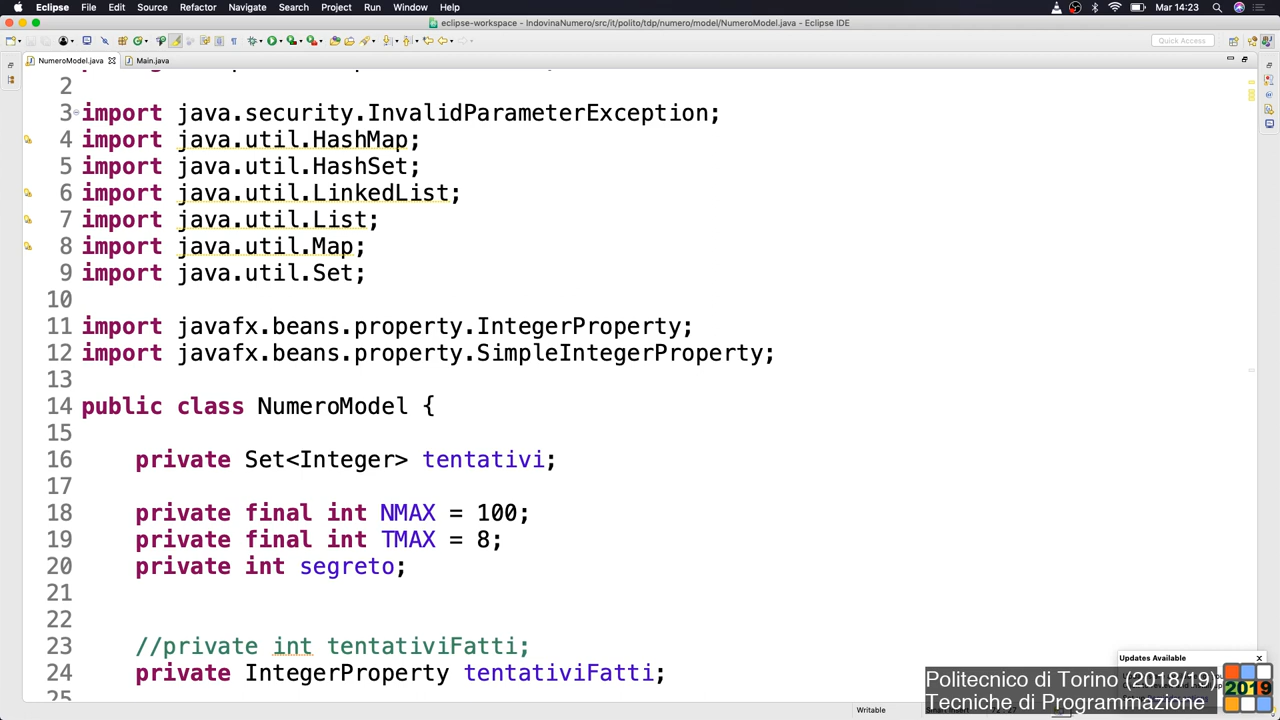 Eclipse File Edit Source Refactor Navigate Search Project Run Window Help Mar 14:23
eclipse-workspace - IndovinaNumero/src/it/polito/tdp/numero/model/NumeroModel.java - Eclipse IDE
Quick Access
NumeroModel.java Main.java
2
3 import java.security.InvalidParameterException;
4 import java.util.HashMap;
5 import java.util.HashSet;
6 import java.util.LinkedList;
7 import java.util.List;
8 import java.util.Map;
9 import java.util.Set;
10
11 import javafx.beans.property.IntegerProperty;
12 import javafx.beans.property.SimpleIntegerProperty;
13
14 public class NumeroModel {
15
16 private Set<Integer> tentativi;
17
18 private final int NMAX = 100;
19 private final int TMAX = 8;
20 private int segreto;
21
22
23 //private int tentativiFatti;
24 private IntegerProperty tentativiFatti;
25
Updates Available
Politecnico di Torino (2018/19)
Tecniche di Programmazione
2019
Writable